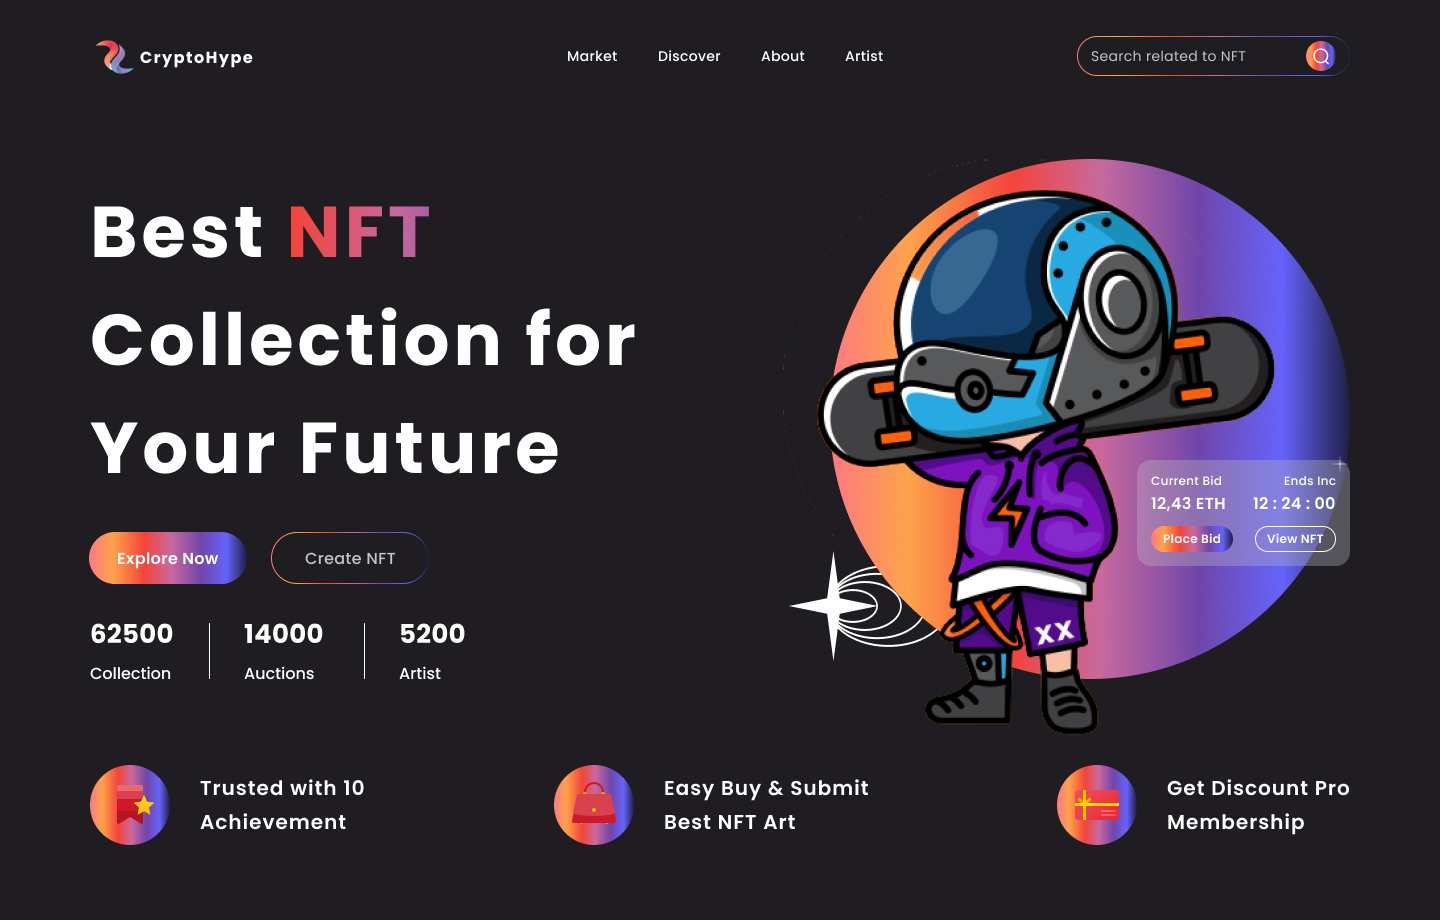 CryptoHype
Market
Discover
About
Artist
Search related to NFT
Best NFT
Collection for
Your Future
Explore Now
Create NFT
62500
Collection
14000
Auctions
5200
Artist
XX
Current Bid
Ends Inc
12,43 ETH
12 : 24 : 00
Place Bid
View NFT
Trusted with 10
Achievement
Easy Buy & Submit
Best NFT Art
Get Discount Pro
Membership